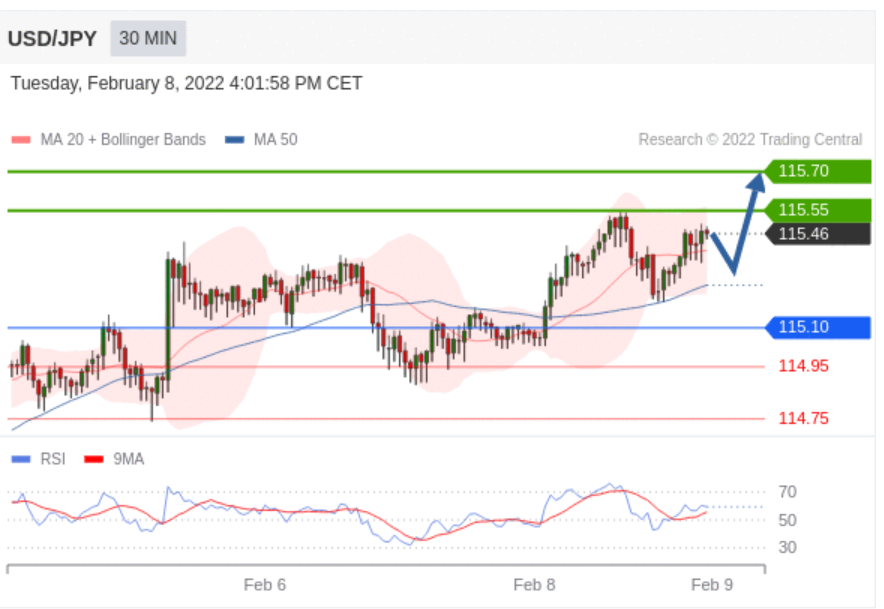 USD/JPY 30 MIN
Tuesday, February 8, 2022 4:01:58 PM CET
MA 20 + Bollinger Bands MA 50 Research © 2022 Trading Central
115.70
115.55
115.46
115.10
114.95
114.75
RSI 9MA
70
50
30
Feb 6 Feb 8 Feb 9